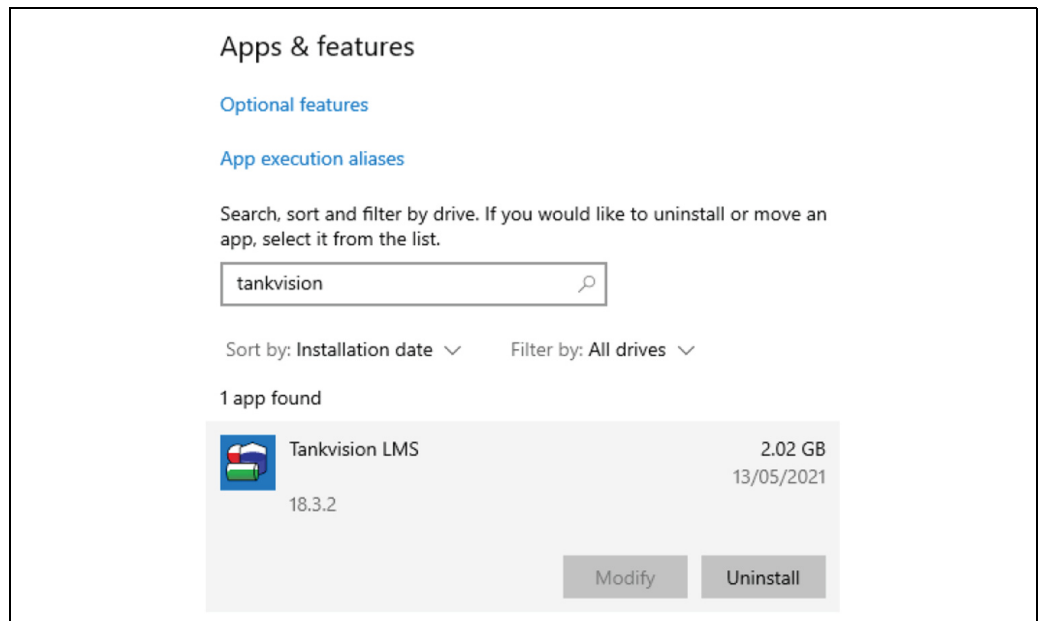 Apps & features
Optional features
App execution aliases
Search, sort and filter by drive. If you would like to uninstall or move an
app, select it from the list.
tankvision
Sort by: Installation date Filter by: All drives
1 app found
Tankvision LMS 2.02 GB
13/05/2021
18.3.2
Modify Uninstall